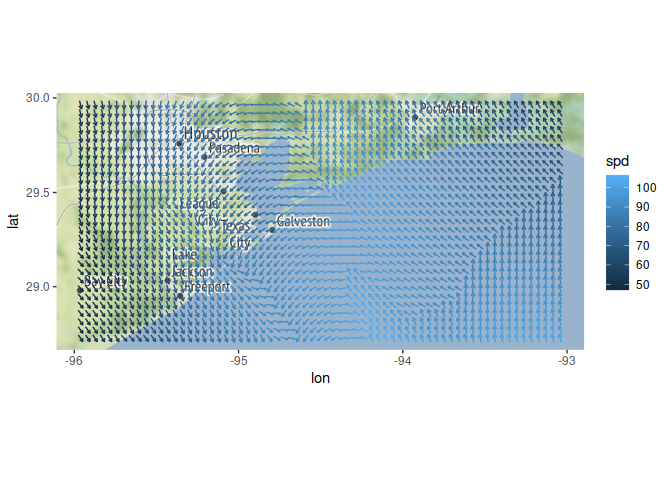 30.0
Port Arthur
Houston
Pasadena
spd
100
29.5
League
City
Texas
City
Galveston
90
80
lat
70
60
50
Lake
Jackson
29.0
Bay City
Freeport
-96
-95
-94
-93
lon